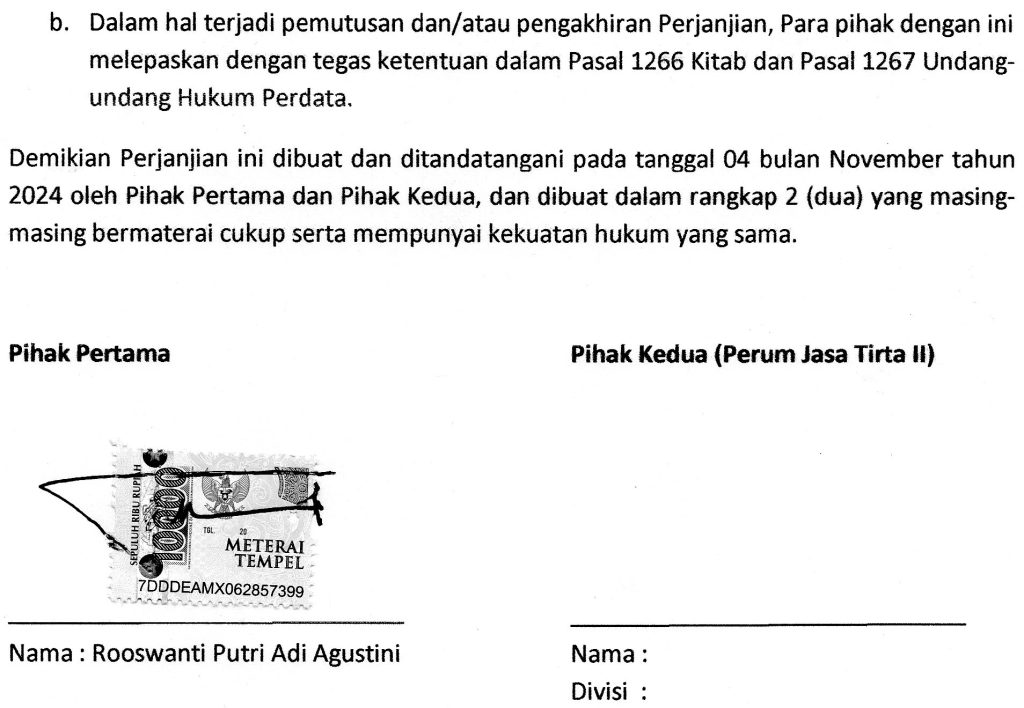 b. Dalam hal terjadi pemutusan dan/atau pengakhiran Perjanjian, Para pihak dengan ini
melepaskan dengan tegas ketentuan dalam Pasal 1266 Kitab dan Pasal 1267 Undang-
undang Hukum Perdata.
Demikian Perjanjian ini dibuat dan ditandatangani pada tanggal 04 bulan November tahun
2024 oleh Pihak Pertama dan Pihak Kedua, dan dibuat dalam rangkap 2 (dua) yang masing-
masing bermaterai cukup serta mempunyai kekuatan hukum yang sama.
Pihak Pertama
Pihak Kedua (Perum Jasa Tirta II)
SEPULUH RIBU RUPIAH
10000
TGL. 20
METERAI
TEMPEL
7DDDEAMX062857399
Nama : Rooswanti Putri Adi Agustini
Nama :
Divisi :